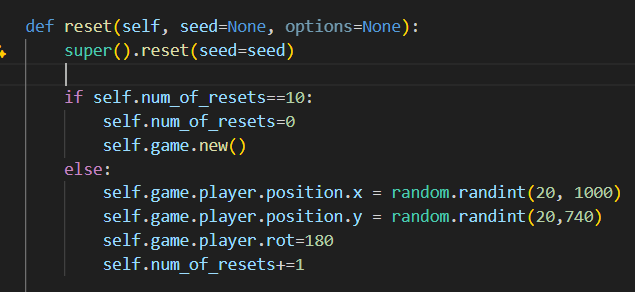 def reset(self, seed=None, options=None):
super().reset(seed=seed)
if self.num_of_resets==10:
self.num_of_resets=0
self.game.new()
else:
self.game.player.position.x = random.randint(20, 1000)
self.game.player.position.y = random.randint(20,740)
self.game.player.rot=180
self.num_of_resets+=1